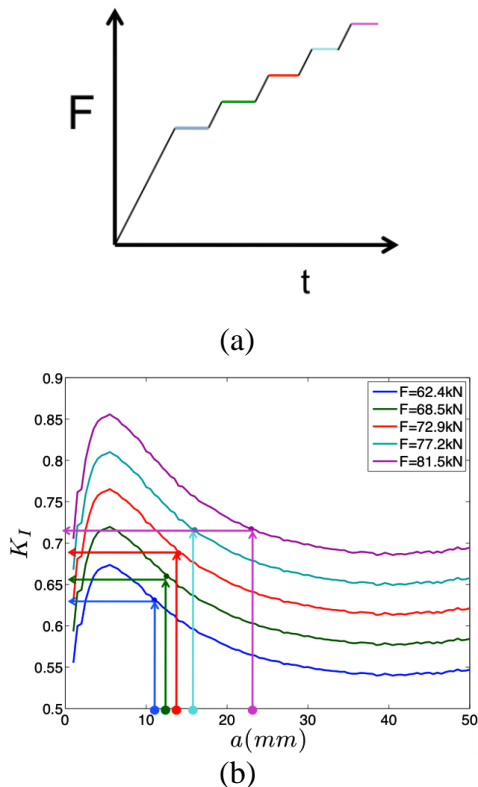 F
t
(a)
0.9
0.85
0.8
0.75
0.7
0.65
0.6
0.55
0.5
K_I
F=62.4kN
F=68.5kN
F=72.9kN
F=77.2kN
F=81.5kN
0 10 20 30 40 50
a(mm)
(b)